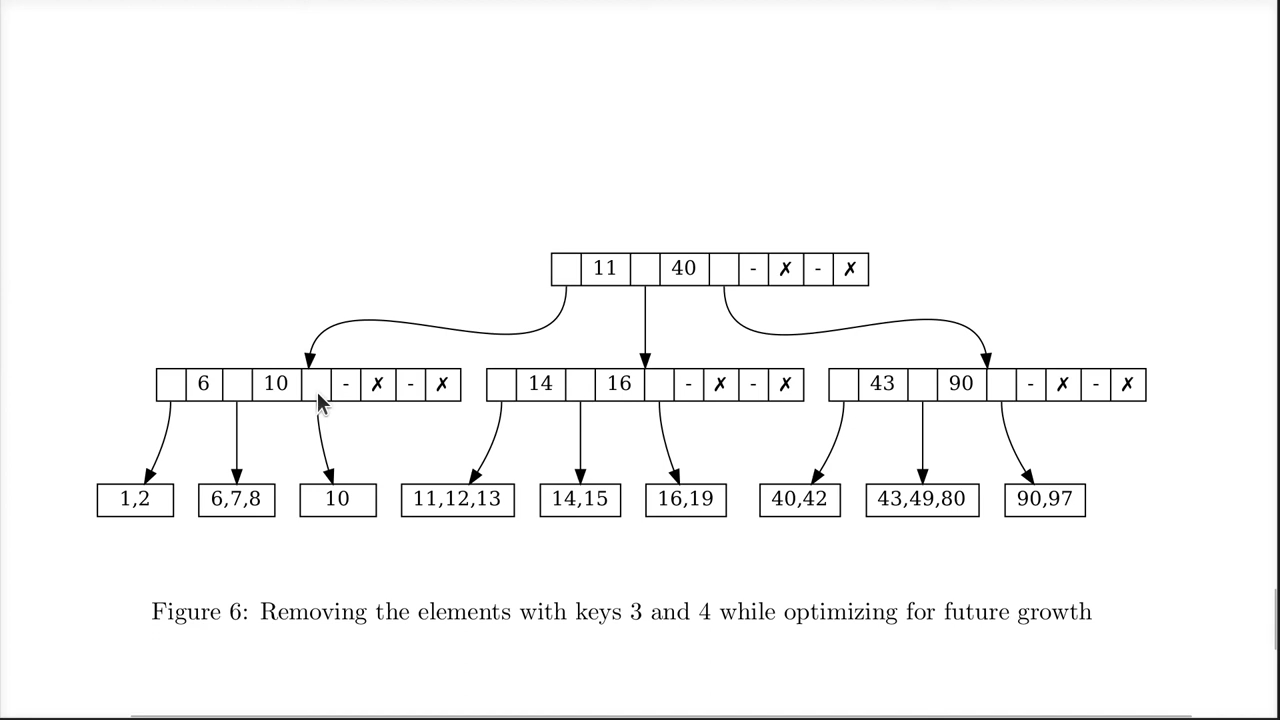 11 40 - ✗ - ✗
6 10 - ✗ - ✗ 14 16 - ✗ - ✗ 43 90 - ✗ - ✗
1,2 6,7,8 10 11,12,13 14,15 16,19 40,42 43,49,80 90,97
Figure 6: Removing the elements with keys 3 and 4 while optimizing for future growth